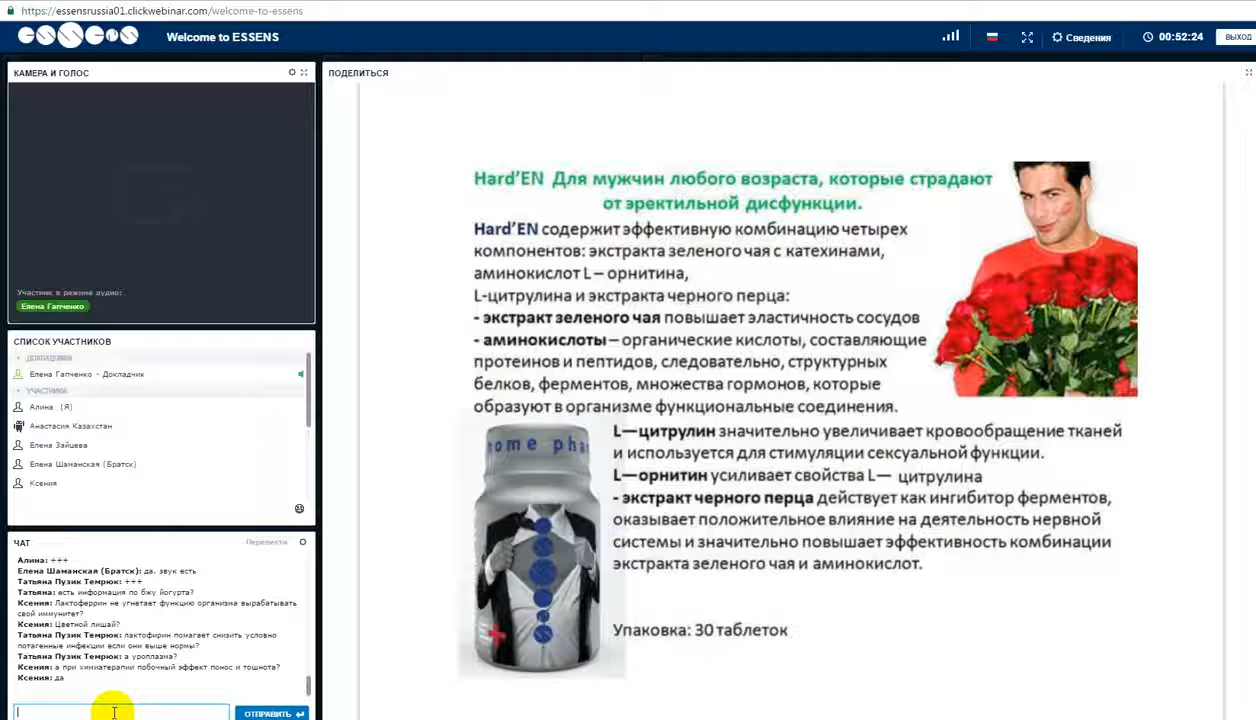 https://essensrussia01.clickwebinar.com/welcome-to-essens
essens
Welcome to ESSENS
Сведения
00:52:24
ВЫХОД
КАМЕРА И ГОЛОС
ПОДЕЛИТЬСЯ
Участник в режиме аудио:
Елена Гапченко
СПИСОК УЧАСТНИКОВ
ДОКЛАДЧИКИ
Елена Гапченко - Докладчик
УЧАСТНИКИ
Алина (Я)
Анастасия Казахстан
Елена Зайцева
Елена Шаманская (Братск)
Ксения
ЧАТ
Перевести
Алина: +++
Елена Шаманская (Братск): да. звук есть
Татьяна Пузик Темрюк: +++
Татьяна: есть информация по бжу йогурта?
Ксения: Лактоферрин не угнетает функцию организма вырабатывать
свой иммунитет?
Ксения: Цветной лишай?
Татьяна Пузик Темрюк: лактофирин помагает снизить условно
потагенные инфекции если они выше нормы?
Татьяна Пузик Темрюк: а уроплазма?
Ксения: а при химиатерапии побочный эффект понос и тошнота?
Ксения: да
ОТПРАВИТЬ
Hard’EN Для мужчин любого возраста, которые страдают
от эректильной дисфункции.
Hard’EN содержит эффективную комбинацию четырех
компонентов: экстракта зеленого чая с катехинами,
аминокислот L – орнитина,
L-цитрулина и экстракта черного перца:
- экстракт зеленого чая повышает эластичность сосудов
- аминокислоты – органические кислоты, составляющие
протеинов и пептидов, следовательно, структурных
белков, ферментов, множества гормонов, которые
образуют в организме функциональные соединения.
L—цитрулин значительно увеличивает кровообращение тканей
и используется для стимуляции сексуальной функции.
L—орнитин усиливает свойства L— цитрулина
- экстракт черного перца действует как ингибитор ферментов,
оказывает положительное влияние на деятельность нервной
системы и значительно повышает эффективность комбинации
экстракта зеленого чая и аминокислот.
Упаковка: 30 таблеток
home pha